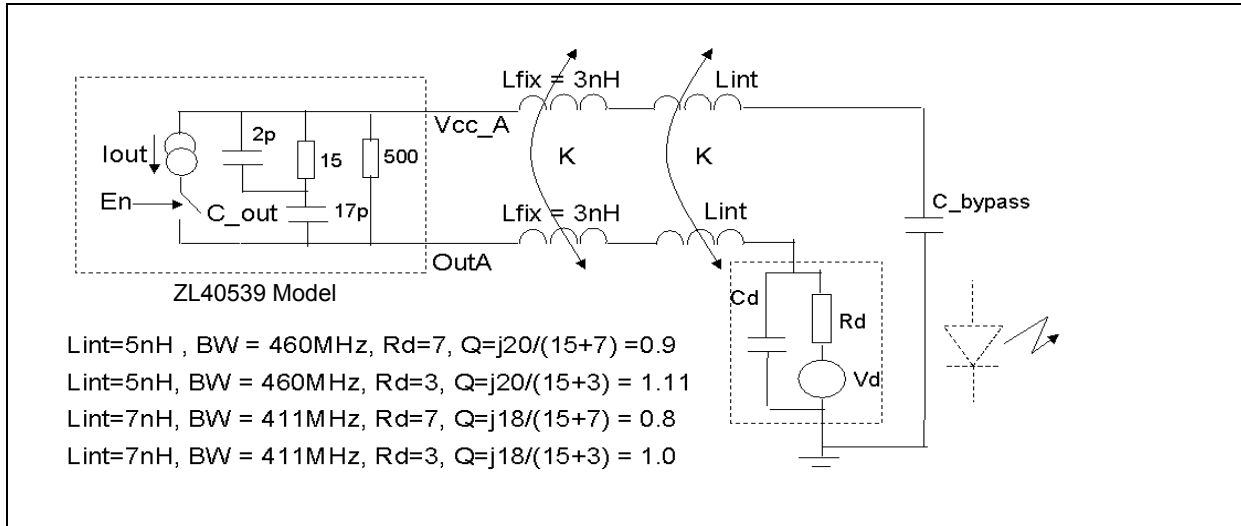 Lfix = 3nH
Lint
Vcc_A
2p
Iout
15
500
K
K
En
C_out
17p
Lfix = 3nH
Lint
C_bypass
OutA
ZL40539 Model
Cd
Rd
Vd
Lint=5nH , BW = 460MHz, Rd=7, Q=j20/(15+7) =0.9
Lint=5nH, BW = 460MHz, Rd=3, Q=j20/(15+3) = 1.11
Lint=7nH, BW = 411MHz, Rd=7, Q=j18/(15+7) = 0.8
Lint=7nH, BW = 411MHz, Rd=3, Q=j18/(15+3) = 1.0